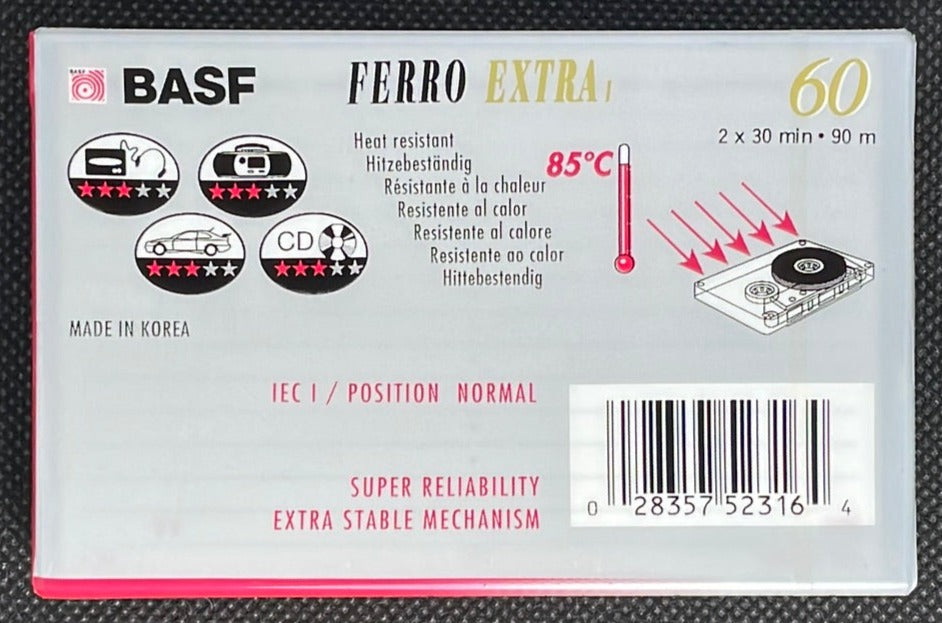 BASF
BASF
FERRO EXTRA I
60
2 x 30 min • 90 m
Heat resistant
Hitzebeständig
Résistante à la chaleur
Resistente al calor
Resistente al calore
Resistente ao calor
Hittebestendig
85°C
CD
MADE IN KOREA
IEC I / POSITION NORMAL
SUPER RELIABILITY
EXTRA STABLE MECHANISM
0 28357 52316 4